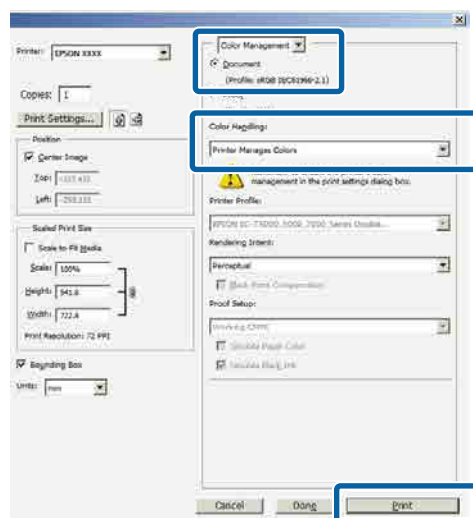 Printer: EPSON XXXX
Copies: 1
Print Settings...
Position
Center Image
Top:
Left:
Scaled Print Size
Scale to Fit Media
Scale: 100%
Height: 541.8
Width: 722.4
Print Resolution: 72 PPI
Bounding Box
Units: mm
Color Management
Document
(Profile: sRGB IEC61966-2.1)
Color Handling:
Printer Manages Colors
management in the print settings dialog box.
Printer Profile:
Rendering Intent:
Perceptual
Black Point Compensation
Proof Setup:
Working CMYK
Simulate Paper Color
Simulate Black Ink
Cancel
Done
Print